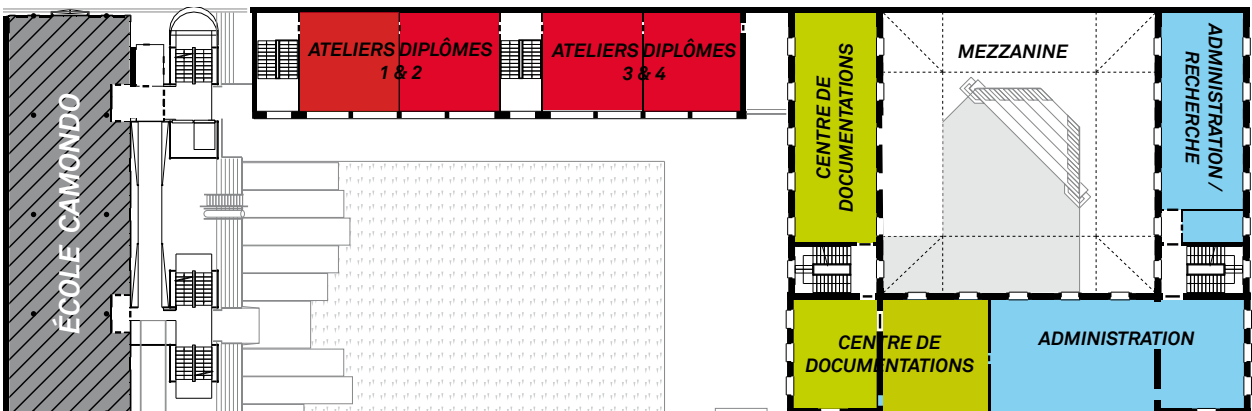 ÉCOLE CAMONDO
ATELIERS DIPLÔMES
1 & 2
ATELIERS DIPLÔMES
3 & 4
CENTRE DE
DOCUMENTATIONS
MEZZANINE
ADMINISTRATION /
RECHERCHE
CENTRE DE
DOCUMENTATIONS
ADMINISTRATION